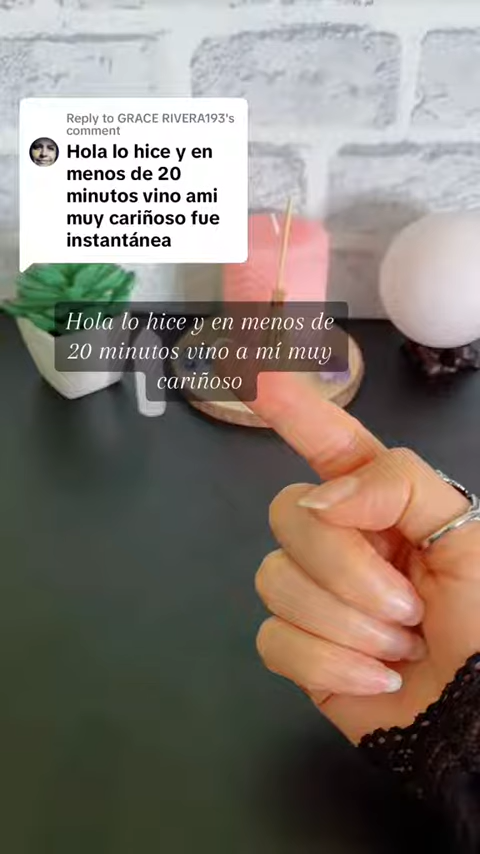 Reply to GRACE RIVERA193's
comment
Hola lo hice y en
menos de 20
minutos vino ami
muy cariñoso fue
instantánea
Hola lo hice y en menos de
20 minutos vino a mí muy
cariñoso